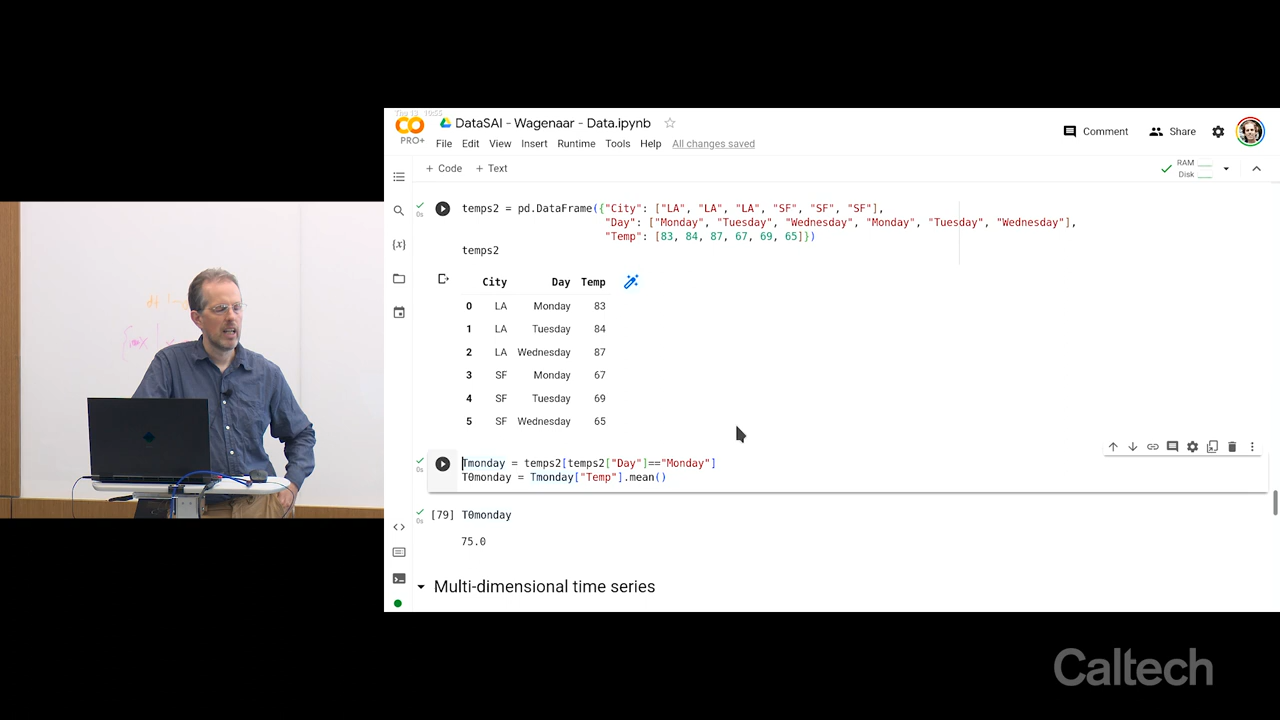 DataSAI - Wagenaar - Data.ipynb
PRO+
File Edit View Insert Runtime Tools Help All changes saved
Comment Share
+ Code + Text
RAM
Disk
temps2 = pd.DataFrame({"City": ["LA", "LA", "LA", "SF", "SF", "SF"],
"Day": ["Monday", "Tuesday", "Wednesday", "Monday", "Tuesday", "Wednesday"],
"Temp": [83, 84, 87, 67, 69, 65]})
temps2
0s
City Day Temp
0 LA Monday 83
1 LA Tuesday 84
2 LA Wednesday 87
3 SF Monday 67
4 SF Tuesday 69
5 SF Wednesday 65
Tmonday = temps2[temps2["Day"]=="Monday"]
T0monday = Tmonday["Temp"].mean()
0s
[79] T0monday
0s
75.0
Multi-dimensional time series
Caltech